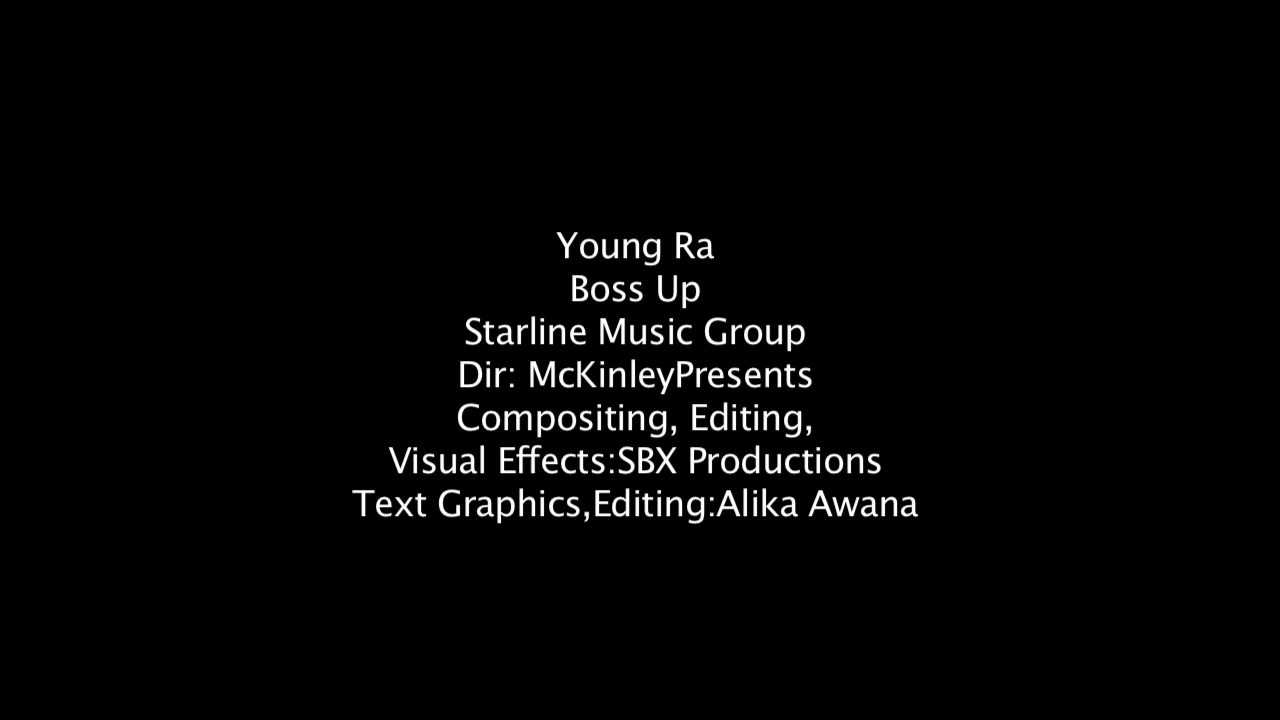 Young Ra
Boss Up
Starline Music Group
Dir: McKinleyPresents
Compositing, Editing,
Visual Effects:SBX Productions
Text Graphics,Editing:Alika Awana